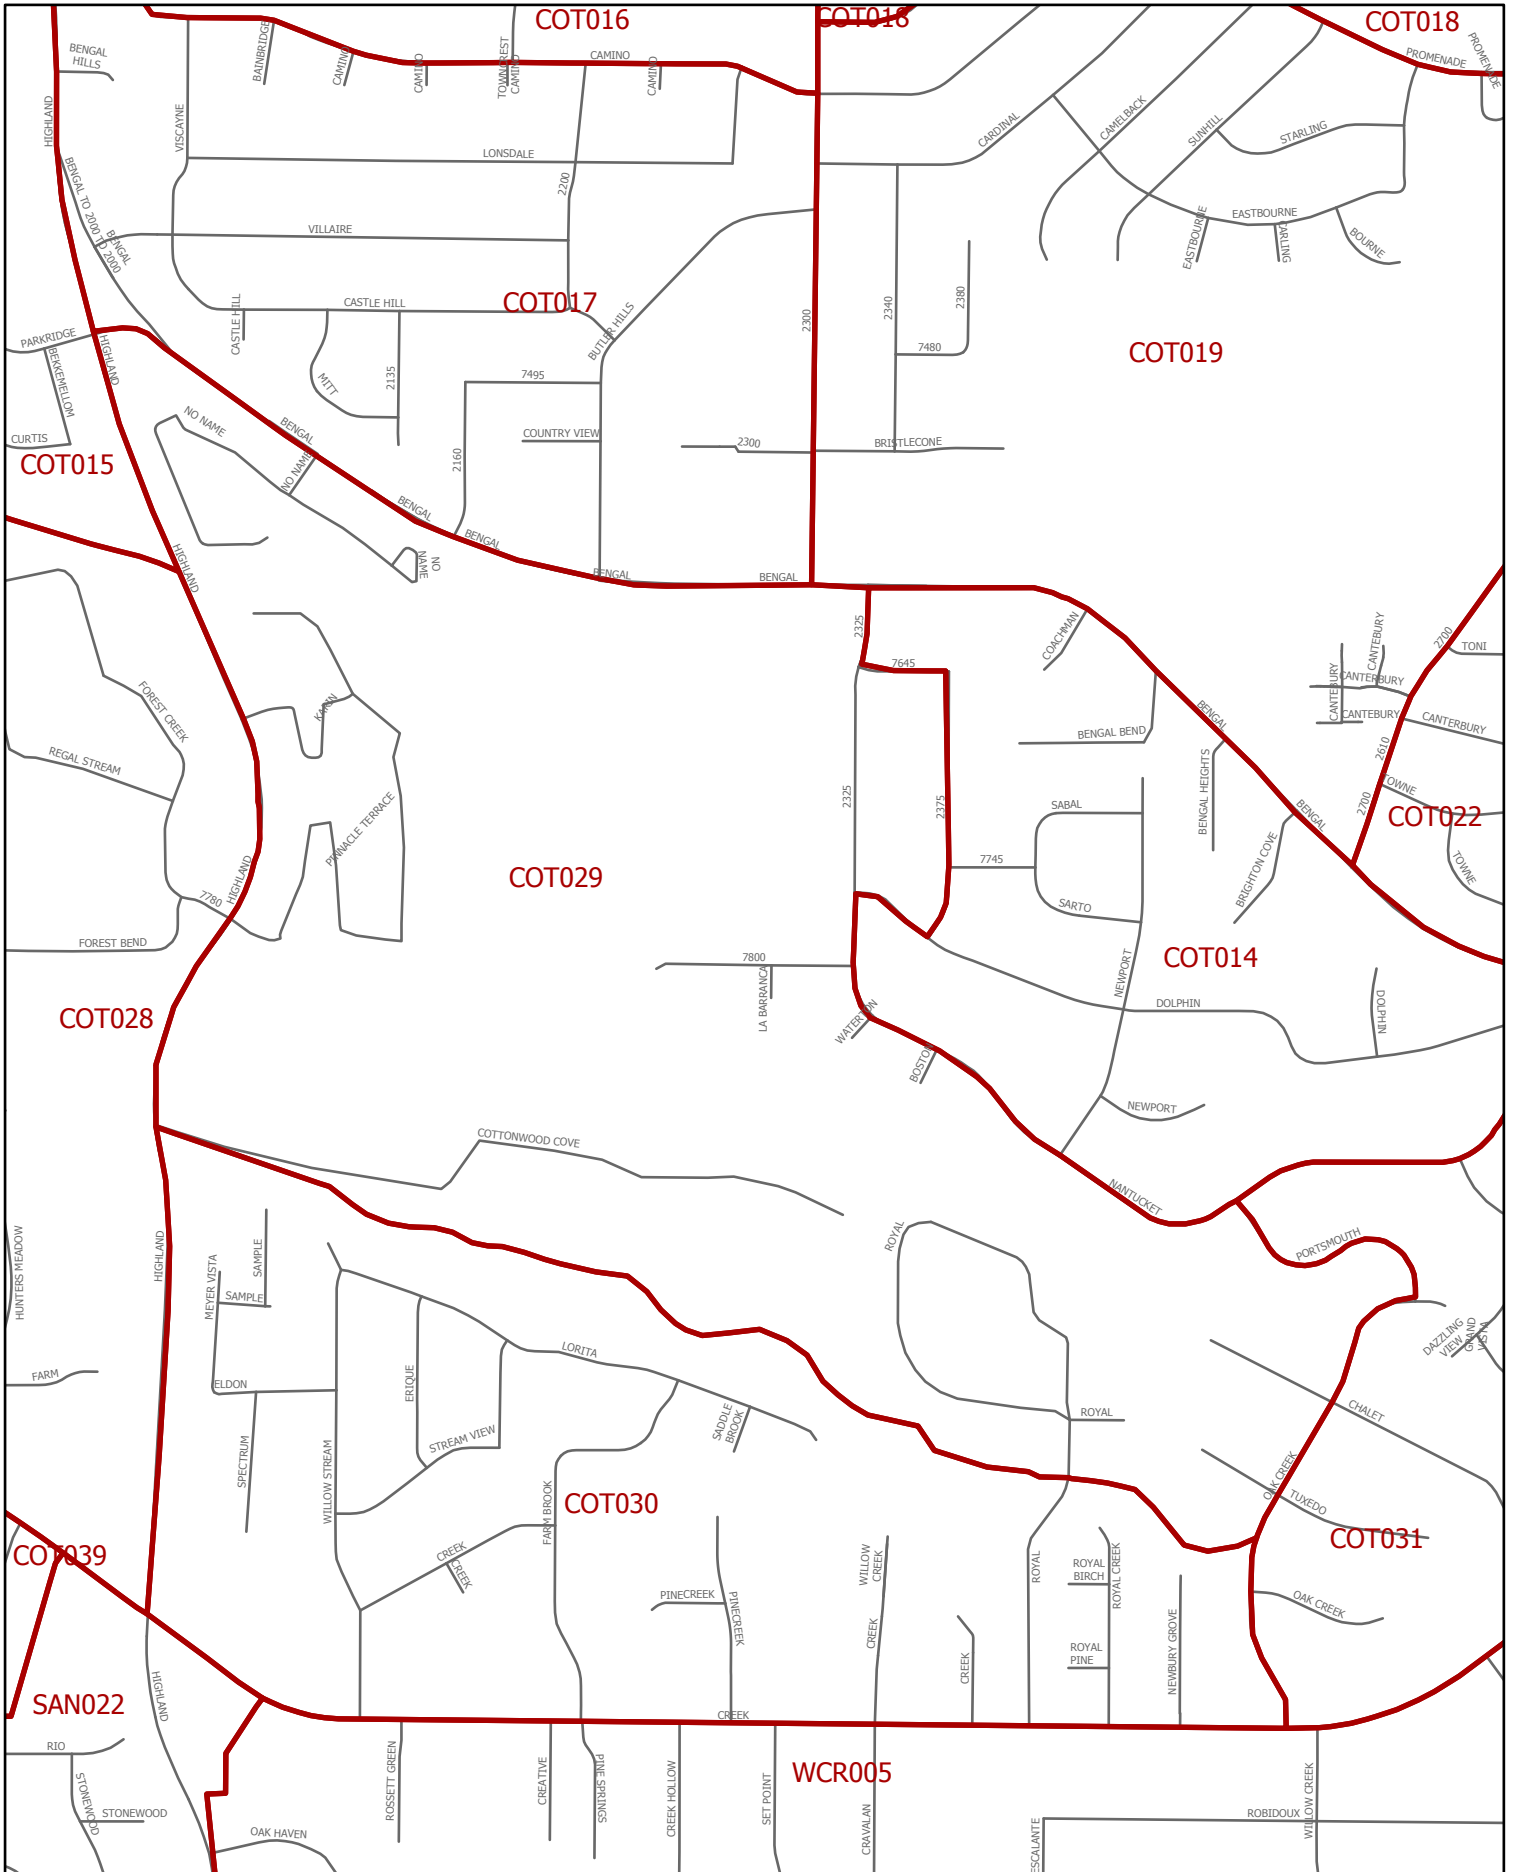 COT016
COT018
COT018
PROMENADE
PROMENADE
BENGAL
HILLS
BAINBRIDGE
CAMINO
CAMINO
TOWNCREST
CAMINO
CAMINO
CAMINO
HIGHLAND
VISCAYNE
LONSDALE
2200
CARDINAL
CAMELBACK
SUNHILL
STARLING
BENGAL TO 2000 TO 2000
BENGAL
VILLAIRE
EASTBOURNE
EASTBOURNE
CARLING
BOURNE
CASTLE HILL
CASTLE HILL
COT017
BUTLER HILLS
2300
2340
2380
7480
COT019
PARKRIDGE
BEKKEMELLOM
HIGHLAND
MITT
2135
7495
CURTIS
COT015
NO NAME
BENGAL
NO NAME
COUNTRY VIEW
2160
2300
BRISTLECONE
BENGAL
BENGAL
HIGHLAND
NO
NAME
BENGAL
BENGAL
2325
7645
COACHMAN
CANTEBURY
CANTEBURY
CANTERBURY
CANTEBURY
2700
TONI
CANTERBURY
FOREST CREEK
REGAL STREAM
KARIN
BENGAL
BENGAL BEND
BENGAL HEIGHTS
2610
TOWNE
2700
COT022
TOWNE
PINNACLE TERRACE
2325
2375
SABAL
BENGAL
BRIGHTON COVE
7745
SARTO
COT029
HIGHLAND
7780
FOREST BEND
7800
LA BARRANCA
NEWPORT
COT014
DOLPHIN
DOLPHIN
COT028
WATERTON
BOSTON
NEWPORT
COTTONWOOD COVE
NANTUCKET
HUNTERS MEADOW
HIGHLAND
MEYER VISTA
SAMPLE
SAMPLE
ROYAL
PORTSMOUTH
DAZZLING
VIEW
GRAND
VISTA
FARM
ELDON
ERIQUE
LORITA
SADDLE
BROOK
ROYAL
CHALET
SPECTRUM
WILLOW STREAM
STREAM VIEW
FARM BROOK
COT030
OAK CREEK
TUXEDO
COT031
COT039
CREEK
CREEK
PINECREEK
PINECREEK
WILLOW
CREEK
CREEK
CREEK
ROYAL
ROYAL
BIRCH
ROYAL CREEK
ROYAL
PINE
NEWBURY GROVE
OAK CREEK
SAN022
HIGHLAND
CREEK
RIO
STONEWOOD
STONEWOOD
OAK HAVEN
ROSSETT GREEN
CREATIVE
PINE SPRINGS
CREEK HOLLOW
SET POINT
WCR005
CRAVALAN
ESCALANTE
ROBIDOUX
WILLOW CREEK